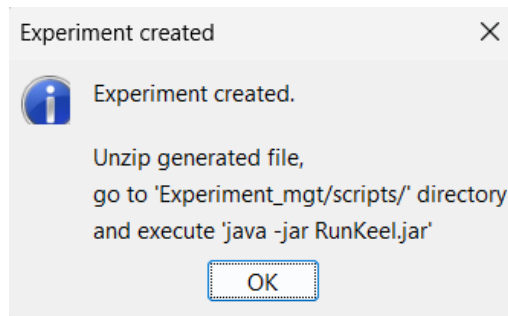 Experiment created
Experiment created.
Unzip generated file,
go to 'Experiment_mgt/scripts/' directory
and execute 'java -jar RunKeel.jar'
OK